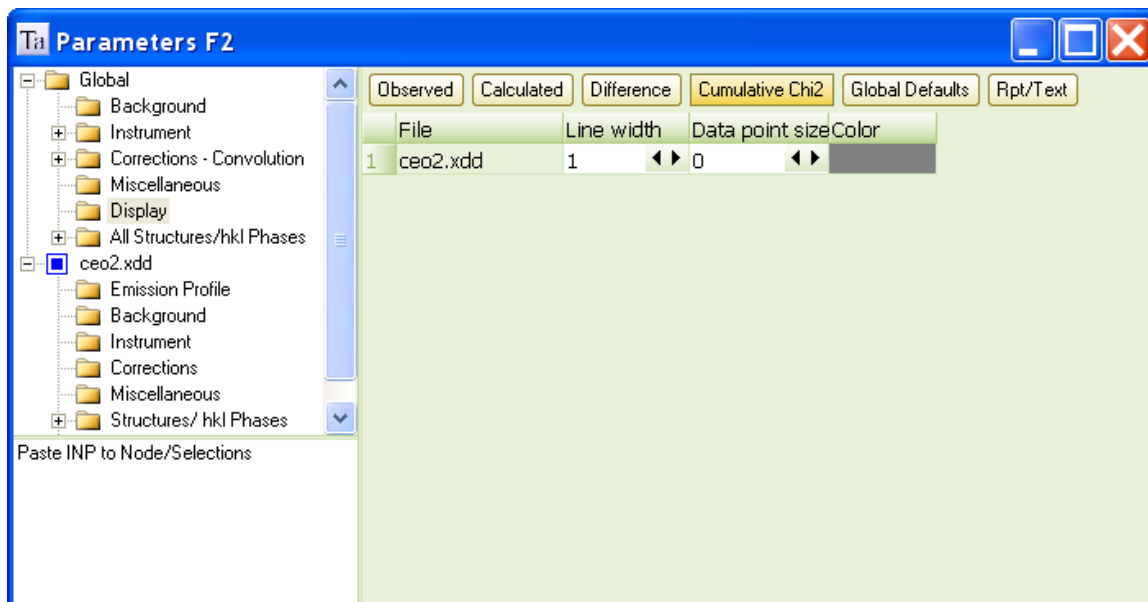 Ta Parameters F2
Global
Background
Instrument
Corrections - Convolution
Miscellaneous
Display
All Structures/hkl Phases
ceo2.xdd
Emission Profile
Background
Instrument
Corrections
Miscellaneous
Structures/ hkl Phases
Paste INP to Node/Selections
Observed Calculated Difference Cumulative Chi2 Global Defaults Rpt/Text
File Line width Data point size Color
1 ceo2.xdd 1 0